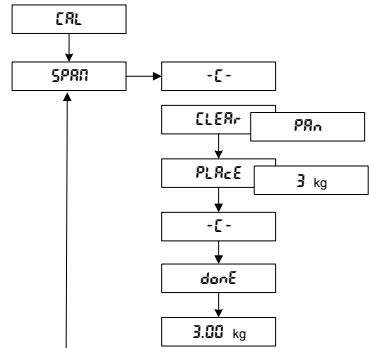 CAL
SPAN
-C-
CLEAr
PAn
PLAcE
3 kg
-C-
donE
3.00 kg